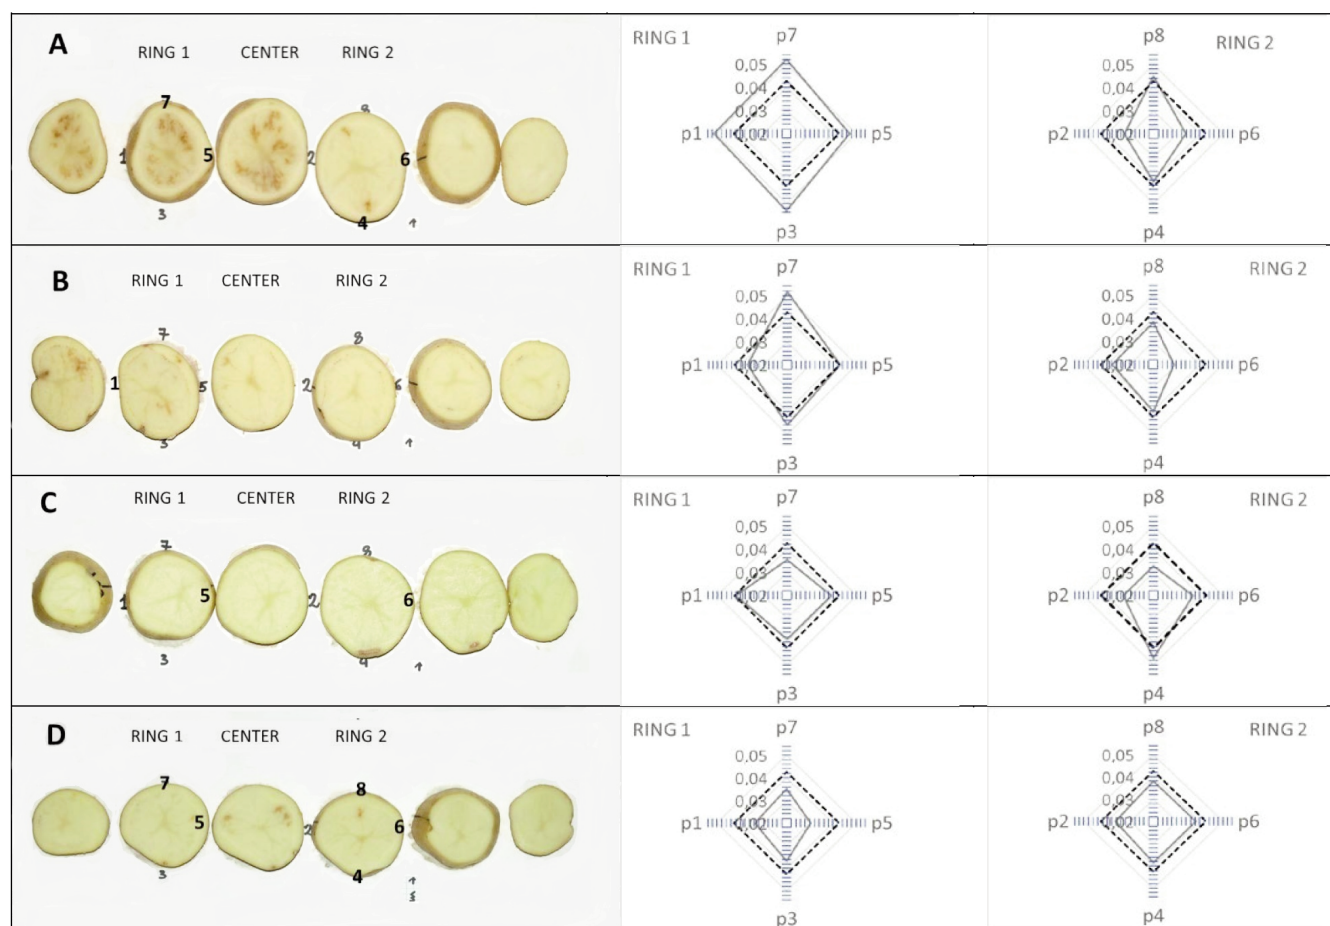 A
RING 1 CENTER RING 2
7 8
1 5 2 6
3 4 ↑
RING 1
p7
0,05
0,04
0,03
p1 0,02 p5
p3
p8 RING 2
0,05
0,04
0,03
p2 0,02 p6
p4
B
RING 1 CENTER RING 2
7 8
1 5 2 6
3 4 ↑
RING 1
p7
0,05
0,04
0,03
p1 0,02 p5
p3
RING 2
p8
0,05
0,04
0,03
p2 0,02 p6
p4
C
RING 1 CENTER RING 2
7 8
1 5 2 6
3 4 ↑
RING 1
p7
0,05
0,04
0,03
p1 0,02 p5
p3
p8 RING 2
0,05
0,04
0,03
p2 0,02 p6
p4
D
RING 1 CENTER RING 2
7 8
5 2 6
3 4 ↑
RING 1
p7
0,05
0,04
0,03
p1 0,02 p5
p3
p8 RING 2
0,05
0,04
0,03
p2 0,02 p6
p4